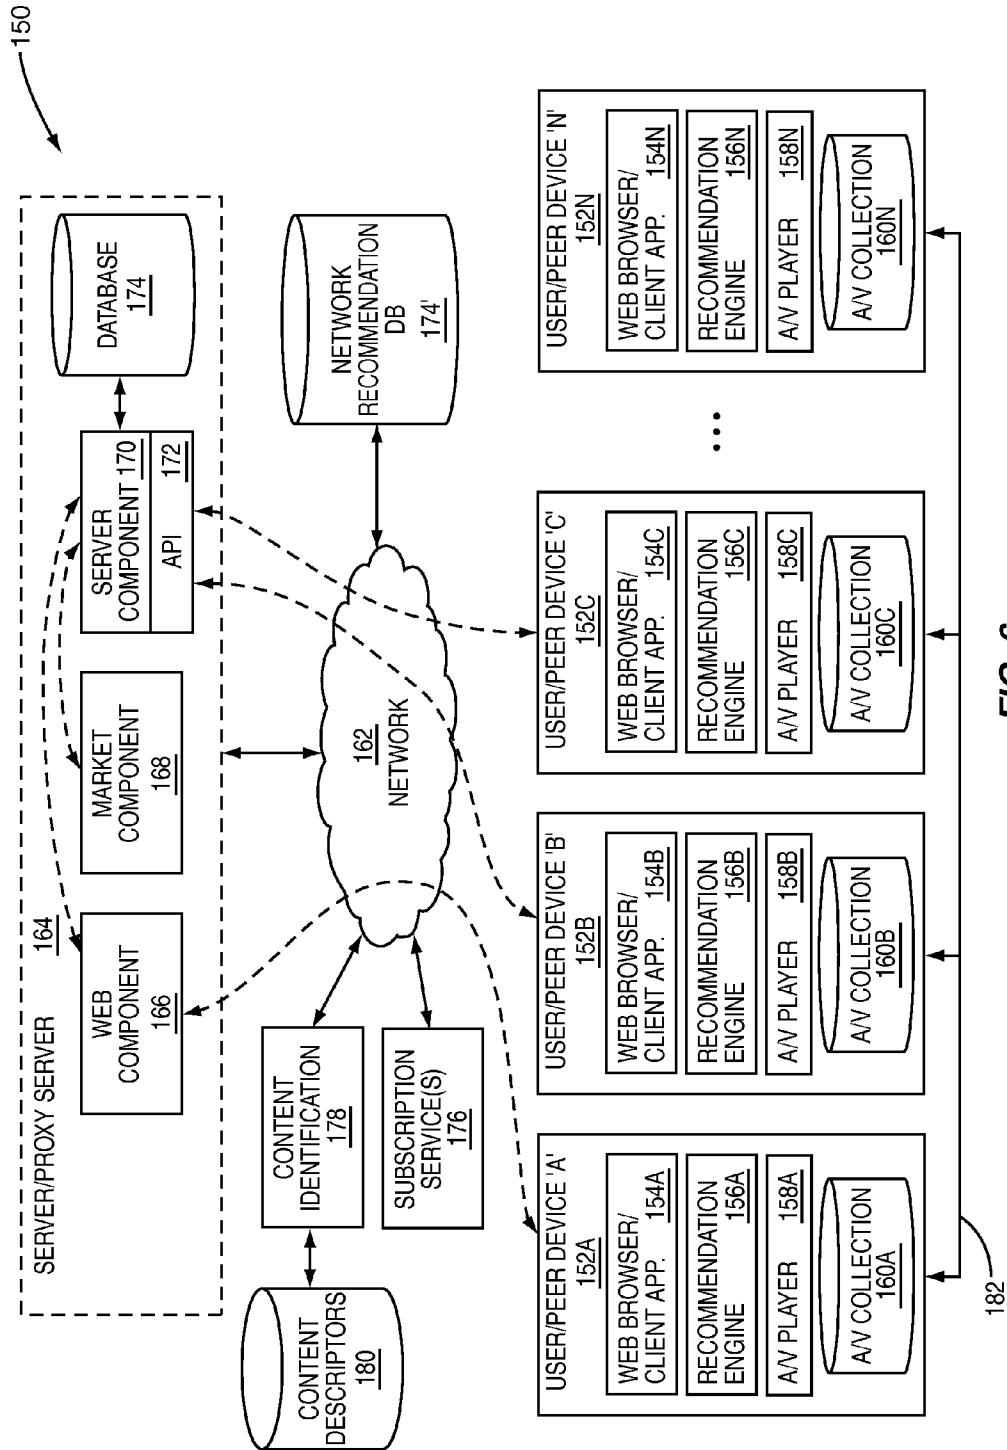 150
SERVER/PROXY SERVER
164
WEB
COMPONENT
166
MARKET
COMPONENT
168
SERVER
COMPONENT 170
API 172
DATABASE
174
CONTENT
DESCRIPTORS
180
CONTENT
IDENTIFICATION
178
SUBSCRIPTION
SERVICE(S)
176
162
NETWORK
NETWORK
RECOMMENDATION
DB
174'
USER/PEER DEVICE 'A'
152A
WEB BROWSER/
CLIENT APP. 154A
RECOMMENDATION
ENGINE 156A
A/V PLAYER 158A
A/V COLLECTION
160A
USER/PEER DEVICE 'B'
152B
WEB BROWSER/
CLIENT APP. 154B
RECOMMENDATION
ENGINE 156B
A/V PLAYER 158B
A/V COLLECTION
160B
USER/PEER DEVICE 'C'
152C
WEB BROWSER/
CLIENT APP. 154C
RECOMMENDATION
ENGINE 156C
A/V PLAYER 158C
A/V COLLECTION
160C
...
USER/PEER DEVICE 'N'
152N
WEB BROWSER/
CLIENT APP. 154N
RECOMMENDATION
ENGINE 156N
A/V PLAYER 158N
A/V COLLECTION
160N
182
FIG.